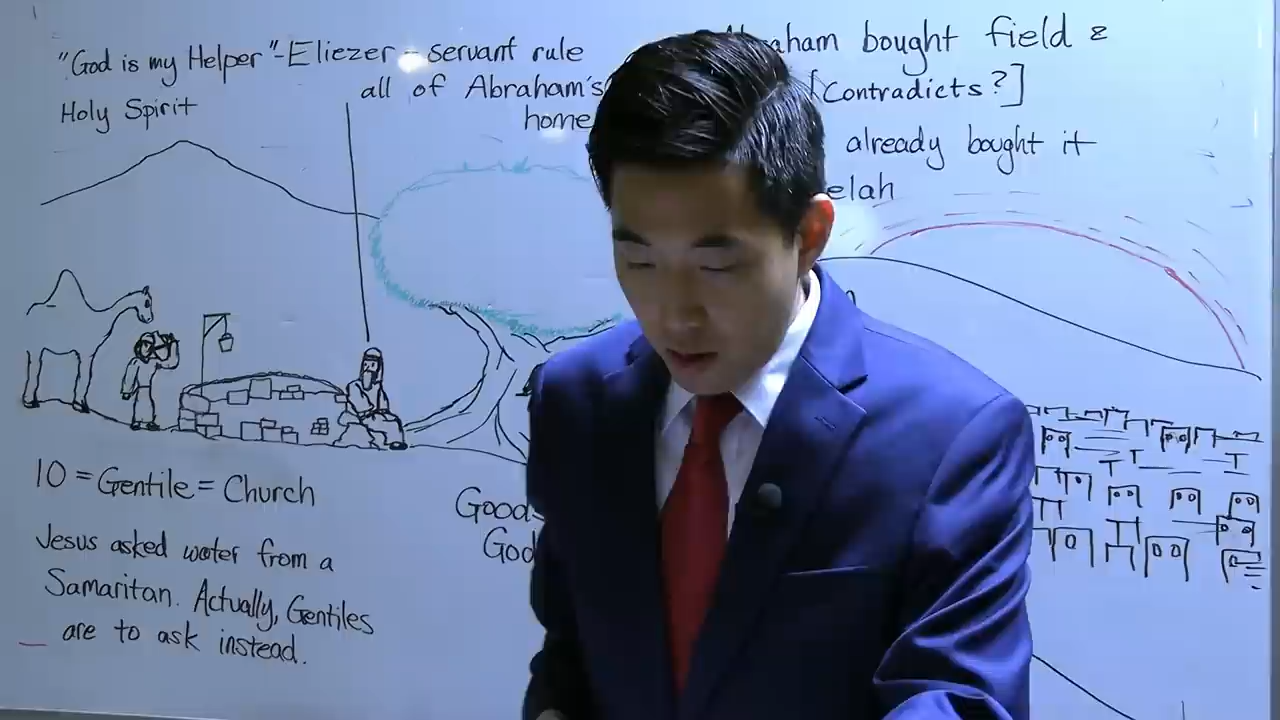 "God is my Helper"-Eliezer - servant rule
all of Abraham's
home
Holy Spirit
Abraham bought field &
[Contradicts?]
already bought it
elah
10 = Gentile = Church
Jesus asked water from a
Samaritan. Actually, Gentiles
are to ask instead.
Good
God